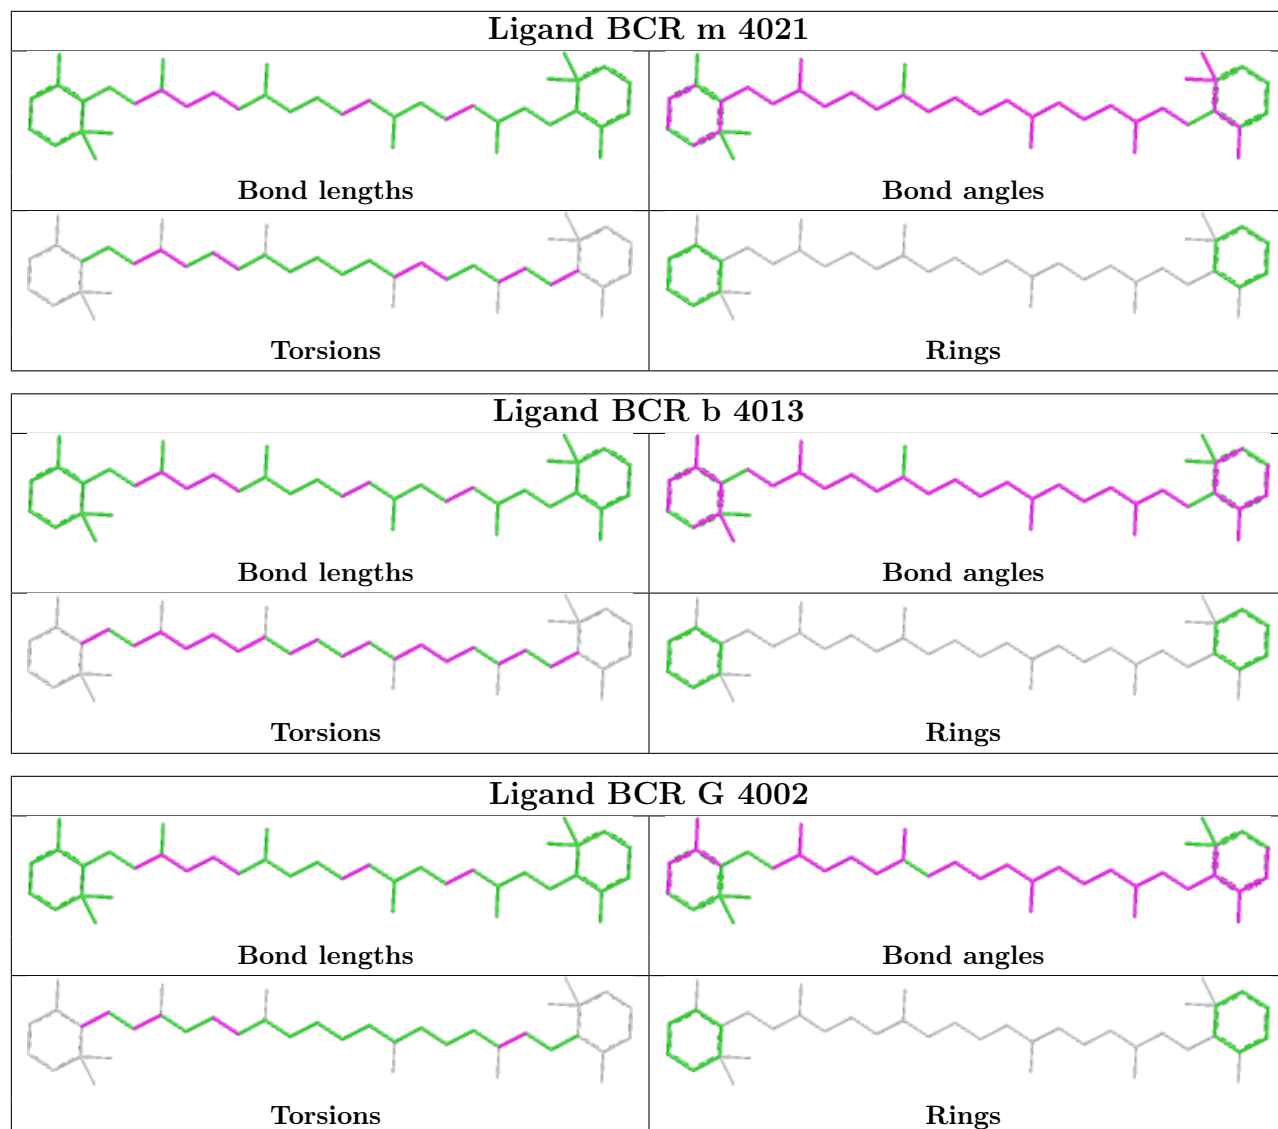 Ligand BCR m 4021
Bond lengths
Bond angles
Torsions
Rings
Ligand BCR b 4013
Bond lengths
Bond angles
Torsions
Rings
Ligand BCR G 4002
Bond lengths
Bond angles
Torsions
Rings